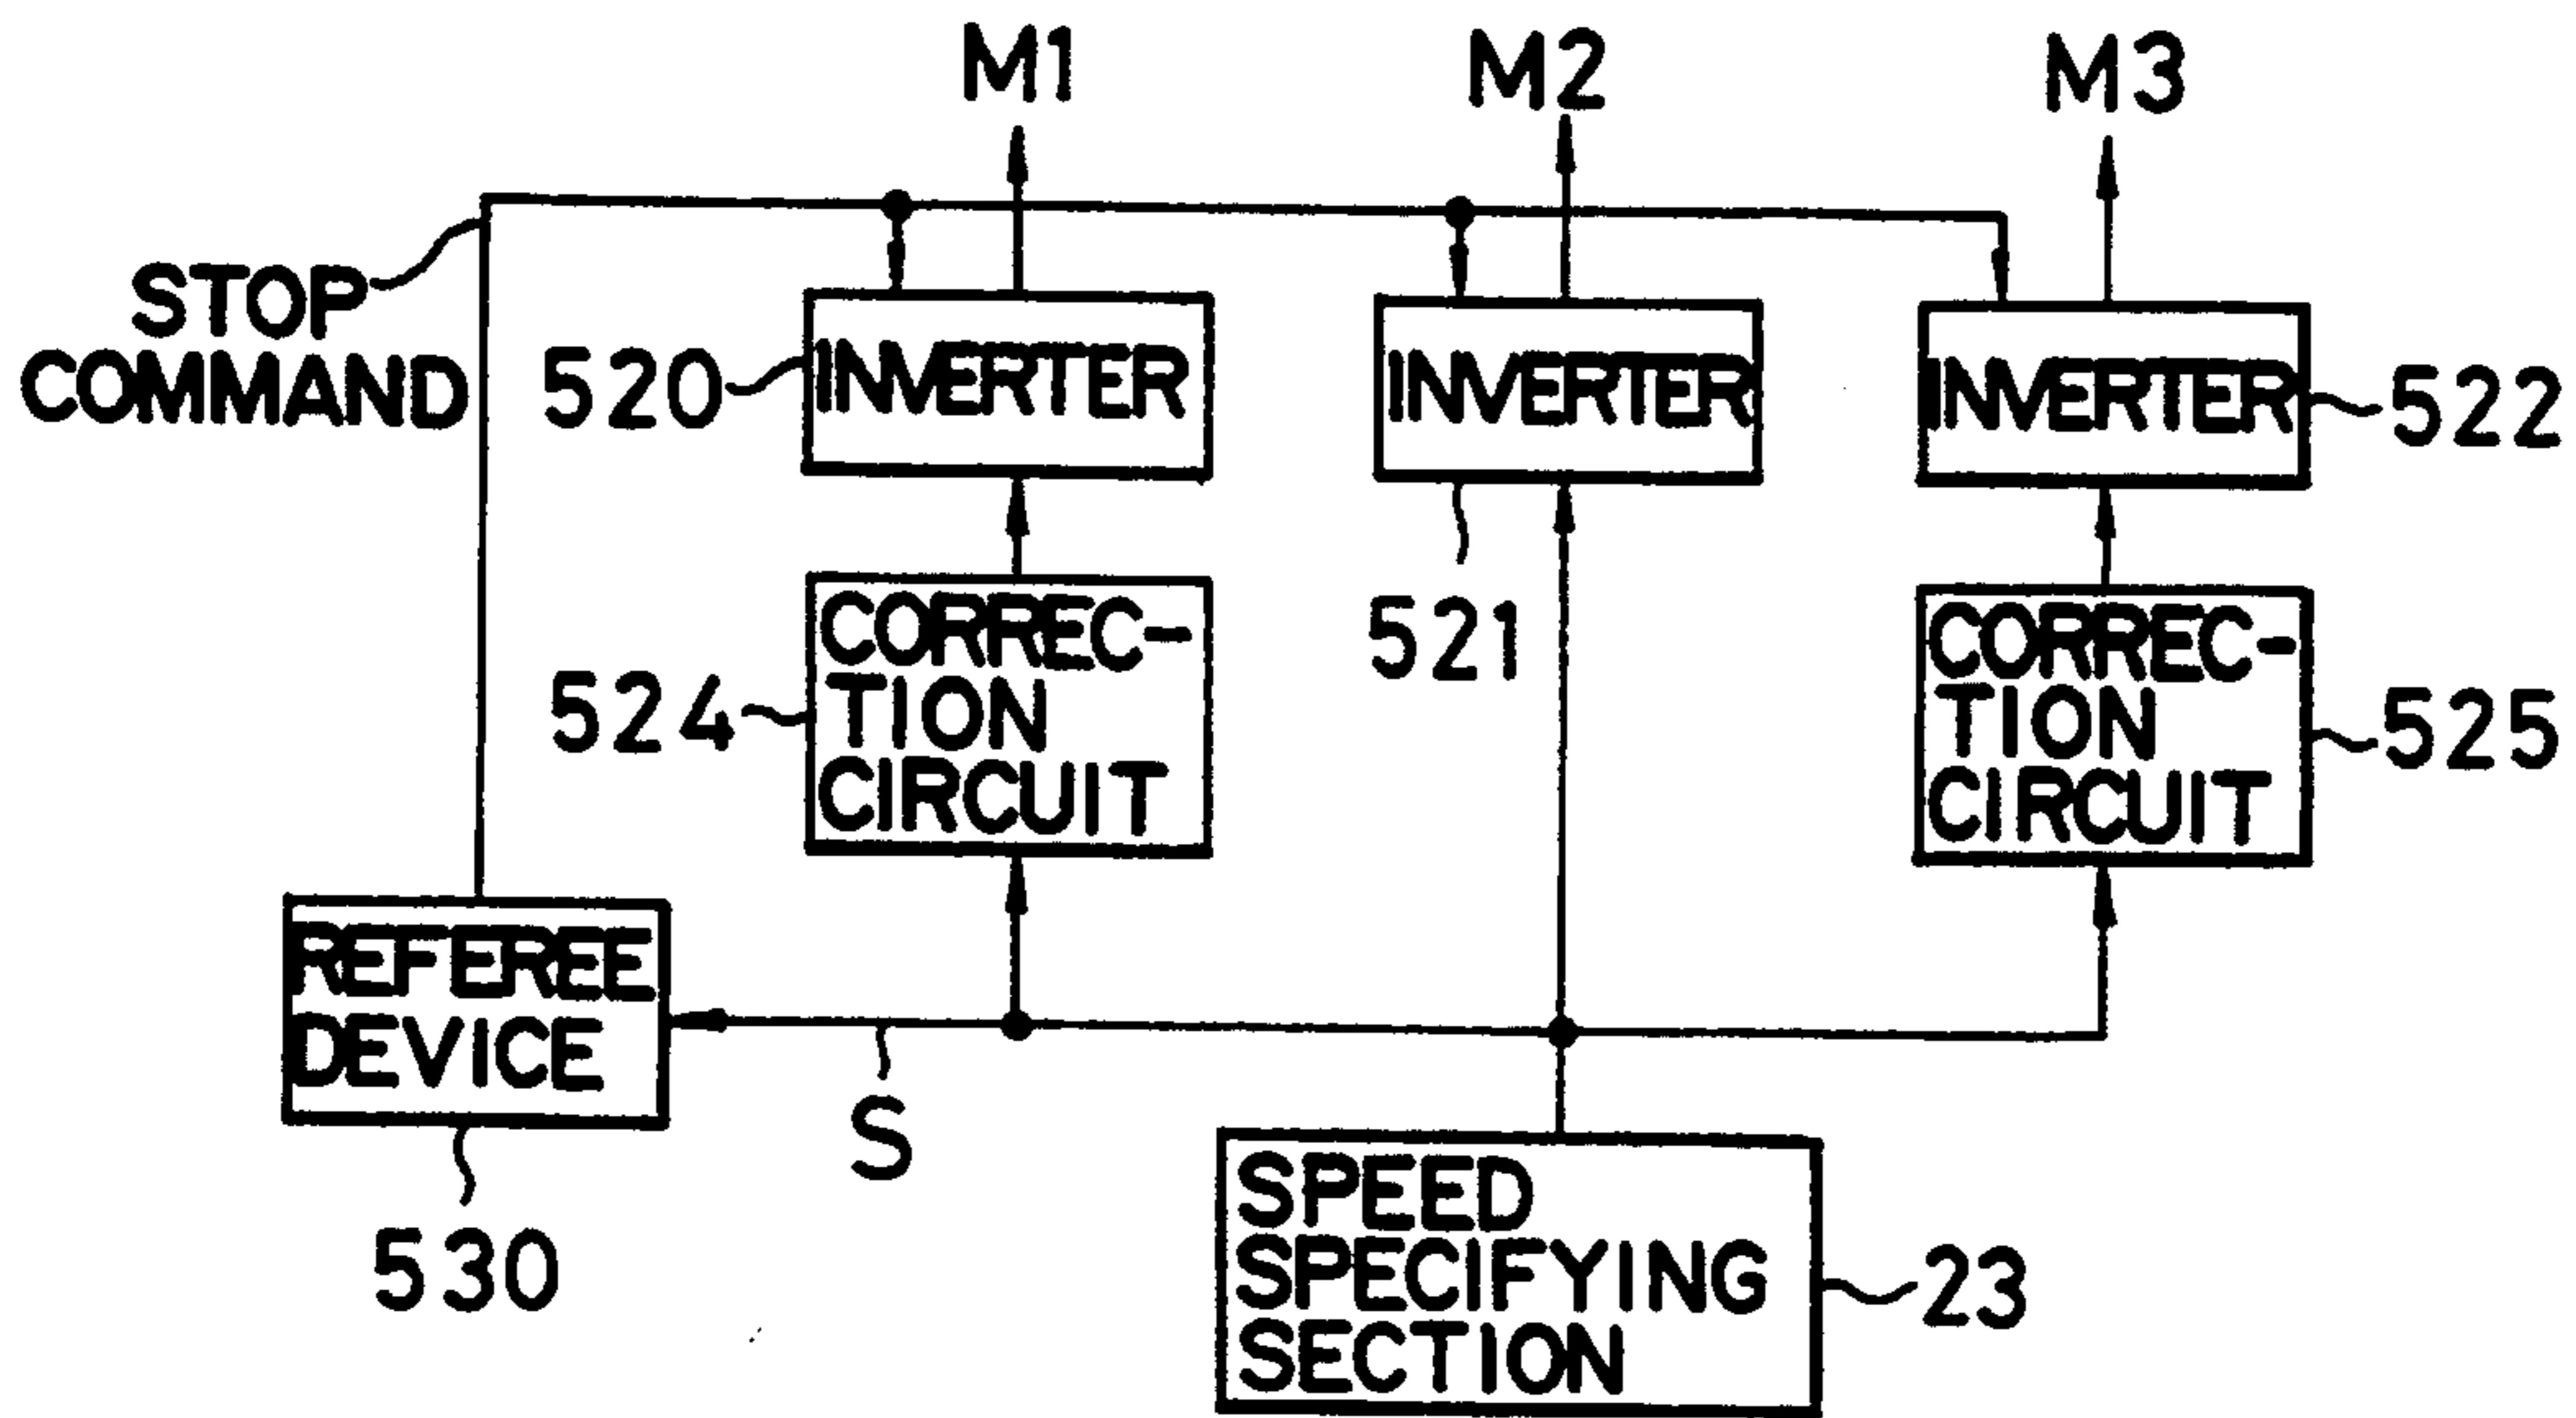 M1
M2
M3
STOP
COMMAND
520
INVERTER
INVERTER
INVERTER
522
521
524
CORREC-
TION
CIRCUIT
CORREC-
TION
CIRCUIT
525
REFEREE
DEVICE
530
S
SPEED
SPECIFYING
SECTION
23